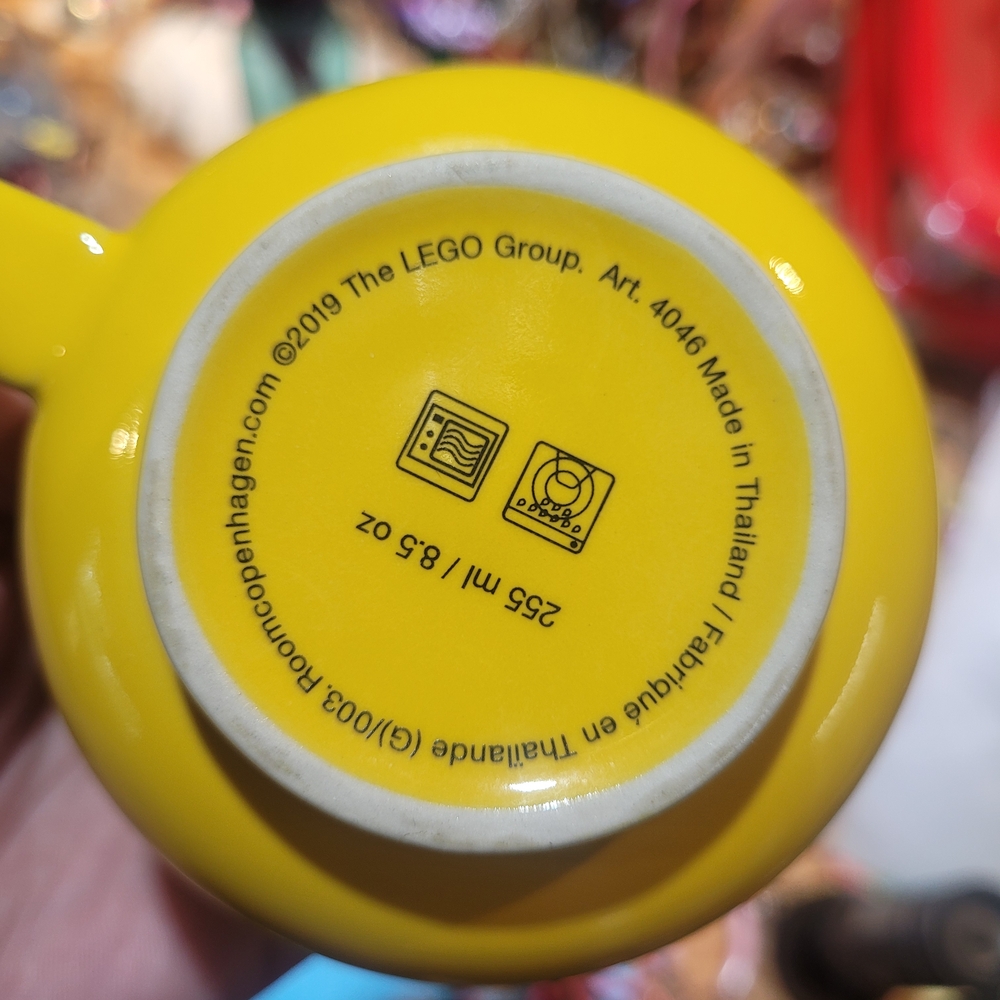 ©2019 The LEGO Group. Art. 4046 Made in Thailand / Fabriqué en Thaïlande (G)/003. Roomcopenhagen.com
255 ml / 8.5 oz